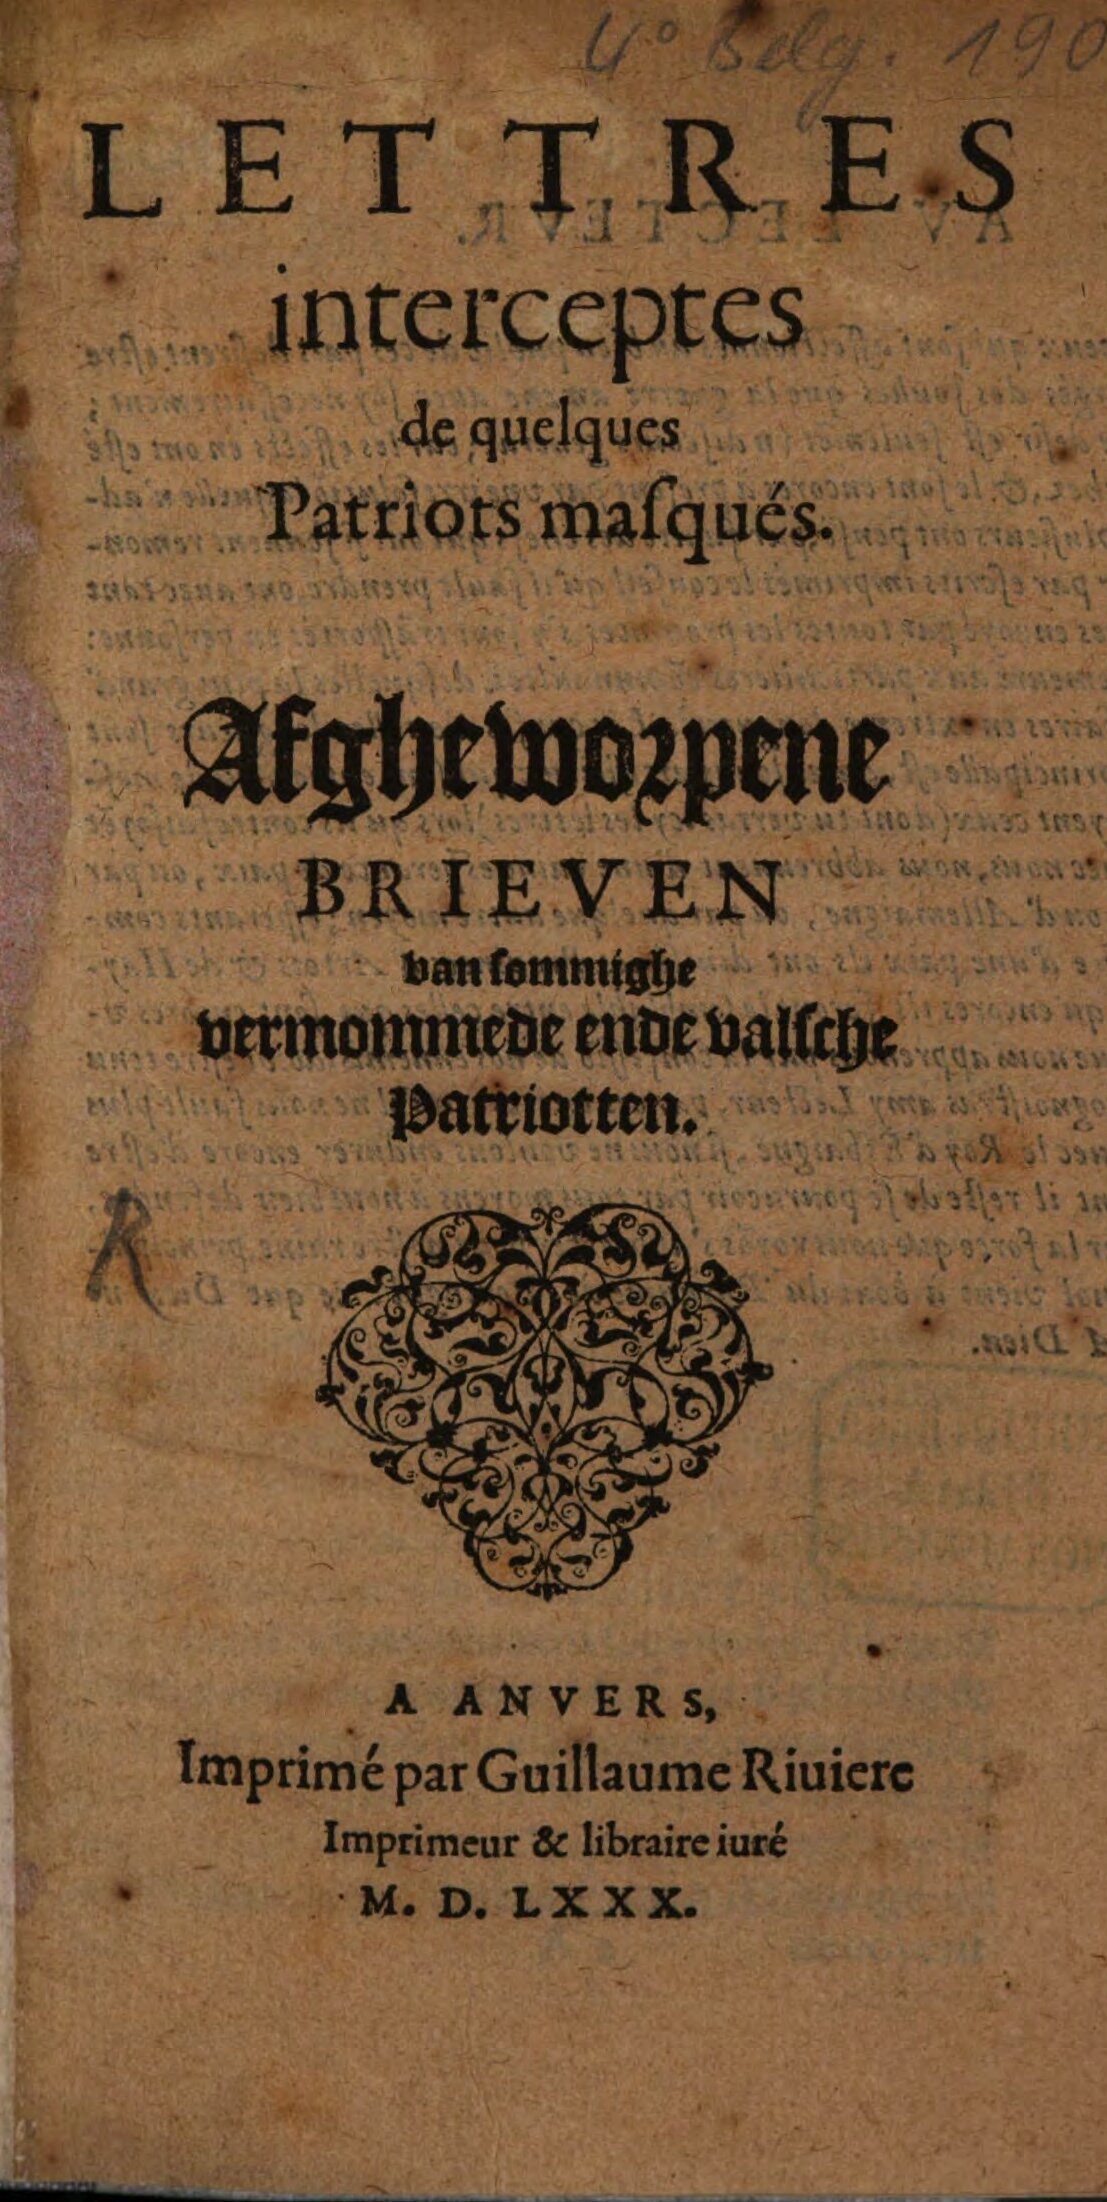 4° Belg. 190
LETTRES
interceptes
de quelques
Patriots maſqués.
Afgheworpene
BRIEVEN
van sommighe
vermommede ende valſche
Patriotten.
R
A ANVERS,
Imprimé par Guillaume Riuiere
Imprimeur & libraire iuré
M. D. LXXX.